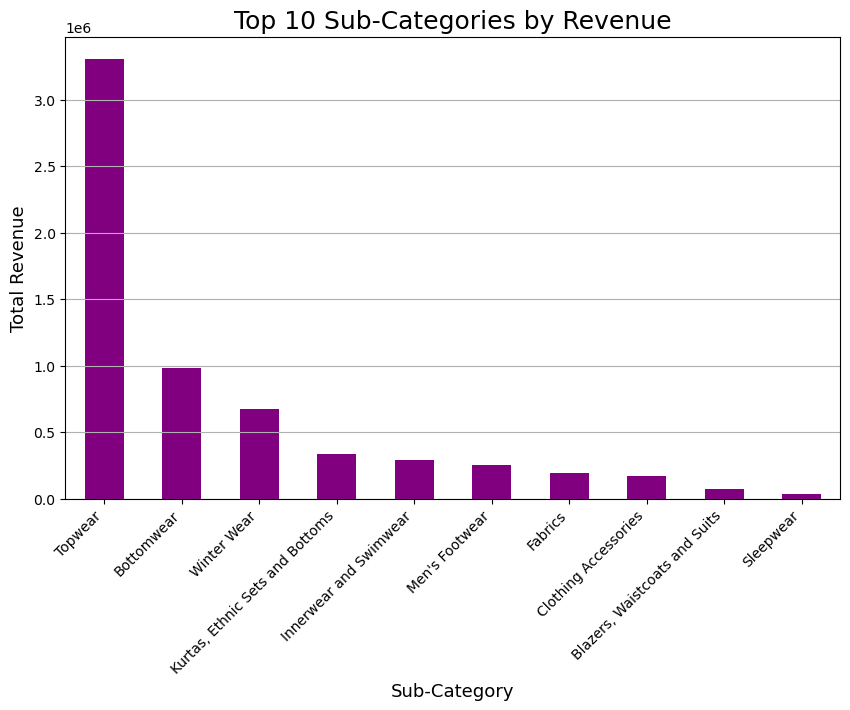 Top 10 Sub-Categories by Revenue
1e6
3.0
2.5
2.0
1.5
1.0
0.5
0.0
Total Revenue
Topwear
Bottomwear
Winter Wear
Kurtas, Ethnic Sets and Bottoms
Innerwear and Swimwear
Men's Footwear
Fabrics
Clothing Accessories
Blazers, Waistcoats and Suits
Sleepwear
Sub-Category